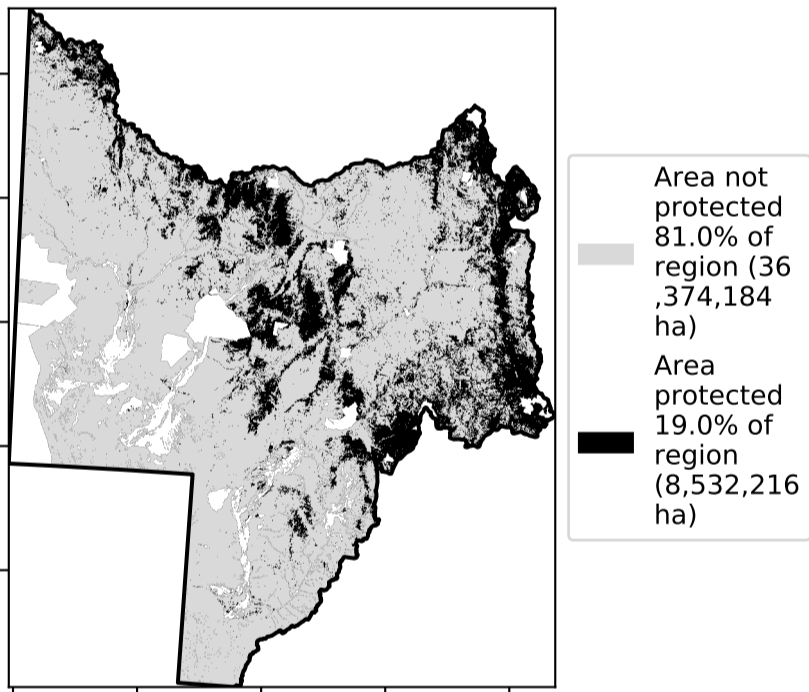 Area not
protected
81.0% of
region (36
,374,184
ha)
Area
protected
19.0% of
region
(8,532,216
ha)